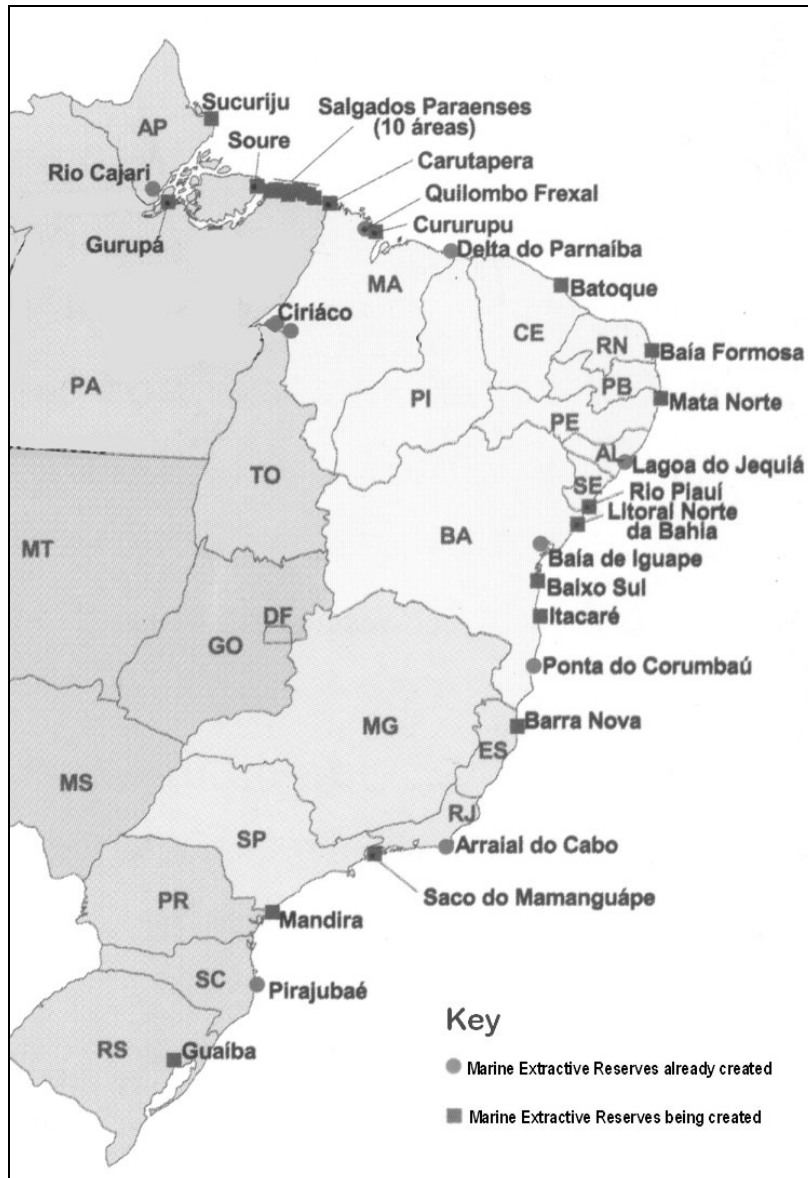 Sucuriju
Salgados Paraenses
(10 áreas)
AP
Soure
Carutapera
Rio Cajari
Quilombo Frexal
Gurupá
Cururupu
Delta do Parnaíba
MA
Batoque
Ciriáco
CE
RN
Baía Formosa
PA
PB
PI
Mata Norte
PE
AL
Lagoa do Jequiá
TO
SE
Rio Piauí
Litoral Norte
da Bahia
BA
MT
Baía de Iguape
Baixo Sul
DF
Itacaré
GO
Ponta do Corumbaú
MG
Barra Nova
ES
MS
RJ
SP
Arraial do Cabo
Saco do Mamanguápe
PR
Mandira
SC
Pirajubaé
Key
RS
Guaíba
Marine Extractive Reserves already created
Marine Extractive Reserves being created